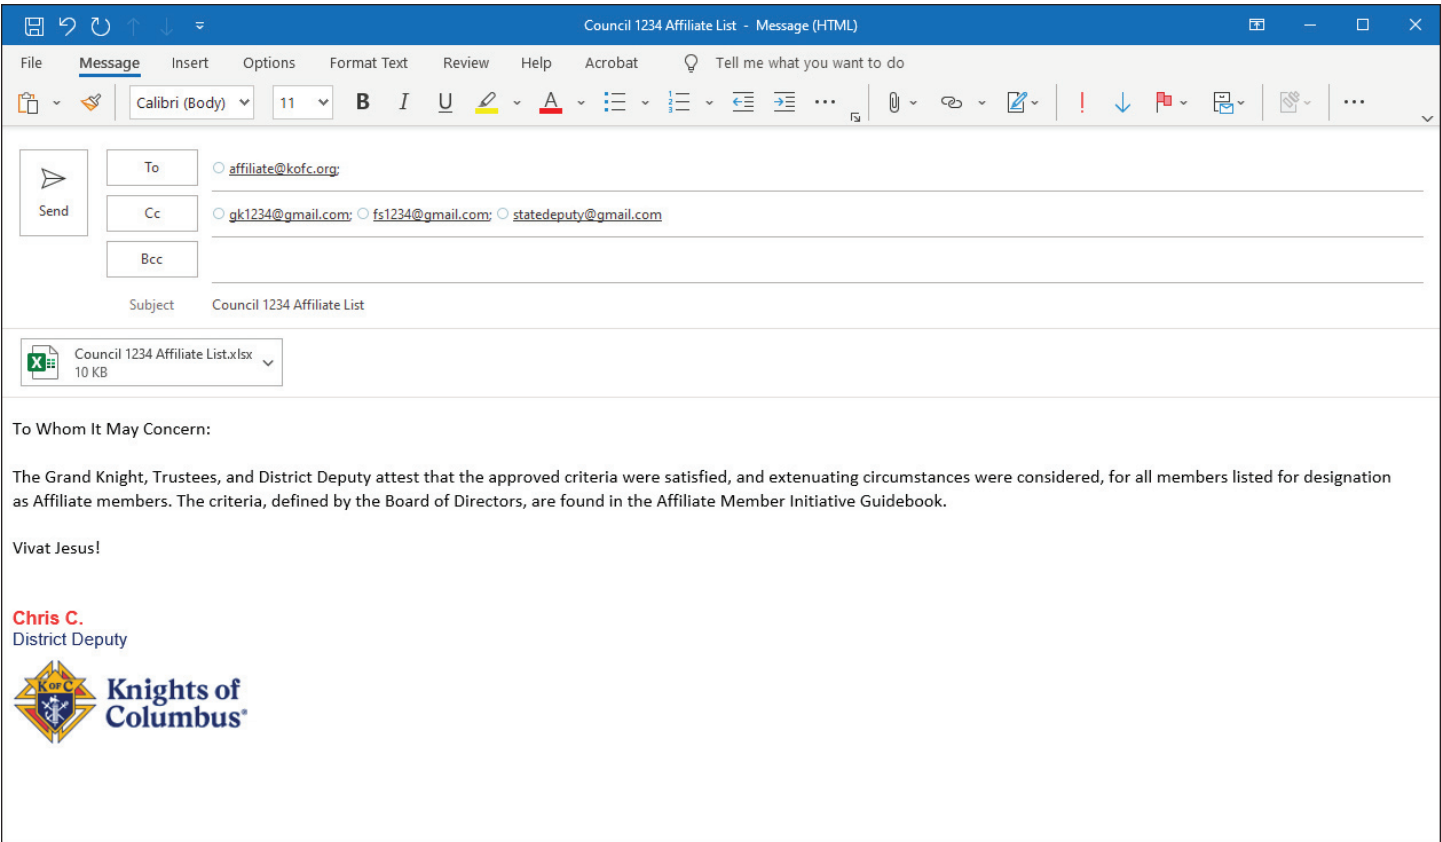 Council 1234 Affiliate List - Message (HTML)
File Message Insert Options Format Text Review Help Acrobat Tell me what you want to do
Calibri (Body) 11 B I U A
Send
To affiliate@kofc.org;
Cc gk1234@gmail.com; fs1234@gmail.com; statedeputy@gmail.com
Bcc
Subject Council 1234 Affiliate List
Council 1234 Affiliate List.xlsx
10 KB
To Whom It May Concern:
The Grand Knight, Trustees, and District Deputy attest that the approved criteria were satisfied, and extenuating circumstances were considered, for all members listed for designation
as Affiliate members. The criteria, defined by the Board of Directors, are found in the Affiliate Member Initiative Guidebook.
Vivat Jesus!
Chris C.
District Deputy
K OF C
Knights of
Columbus®